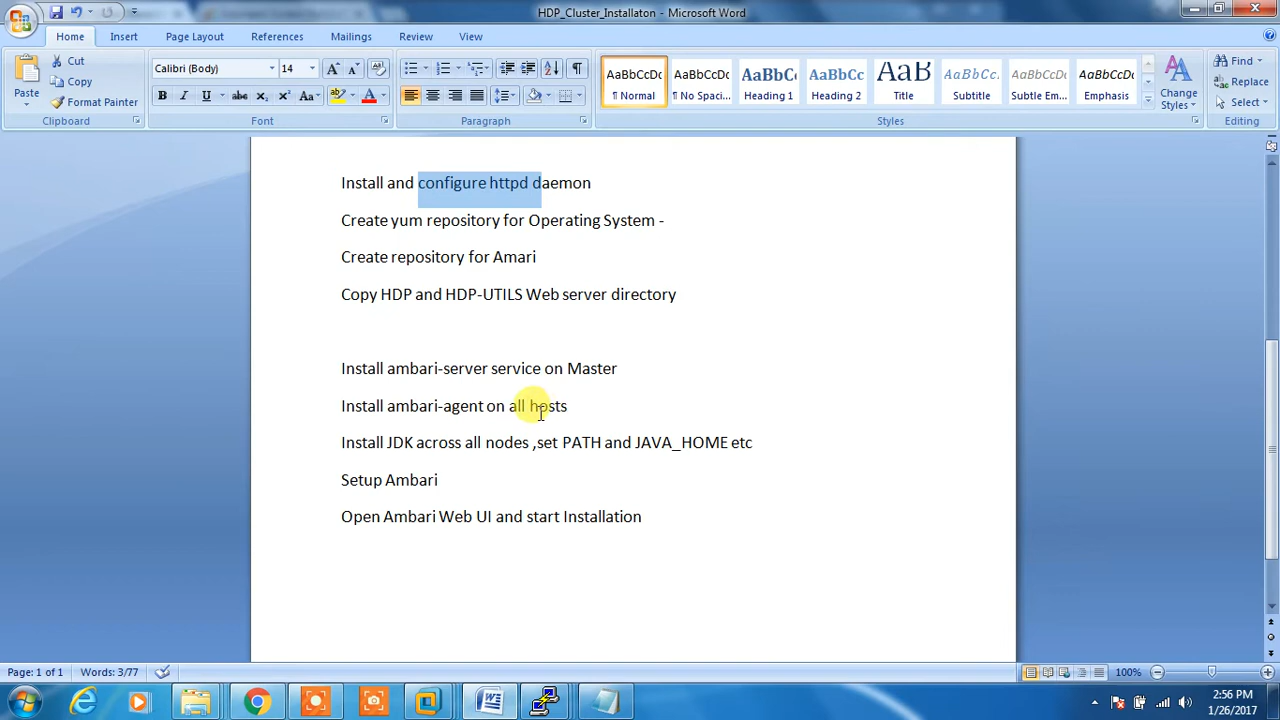 HDP_Cluster_Installaton - Microsoft Word
Home Insert Page Layout References Mailings Review View
Paste
Cut
Copy
Format Painter
Clipboard
Calibri (Body) 14
Font
Paragraph
AaBbCcDc AaBbCcDc AaBbC AaBbCc AaB AaBbCc. AaBbCcDc AaBbCcDc
¶ Normal ¶ No Spaci... Heading 1 Heading 2 Title Subtitle Subtle Em... Emphasis
Change Styles
Styles
Find
Replace
Select
Editing
Install and configure httpd daemon
Create yum repository for Operating System -
Create repository for Amari
Copy HDP and HDP-UTILS Web server directory
Install ambari-server service on Master
Install ambari-agent on all hosts
Install JDK across all nodes ,set PATH and JAVA_HOME etc
Setup Ambari
Open Ambari Web UI and start Installation
Page: 1 of 1 Words: 3/77 100%
2:56 PM
1/26/2017